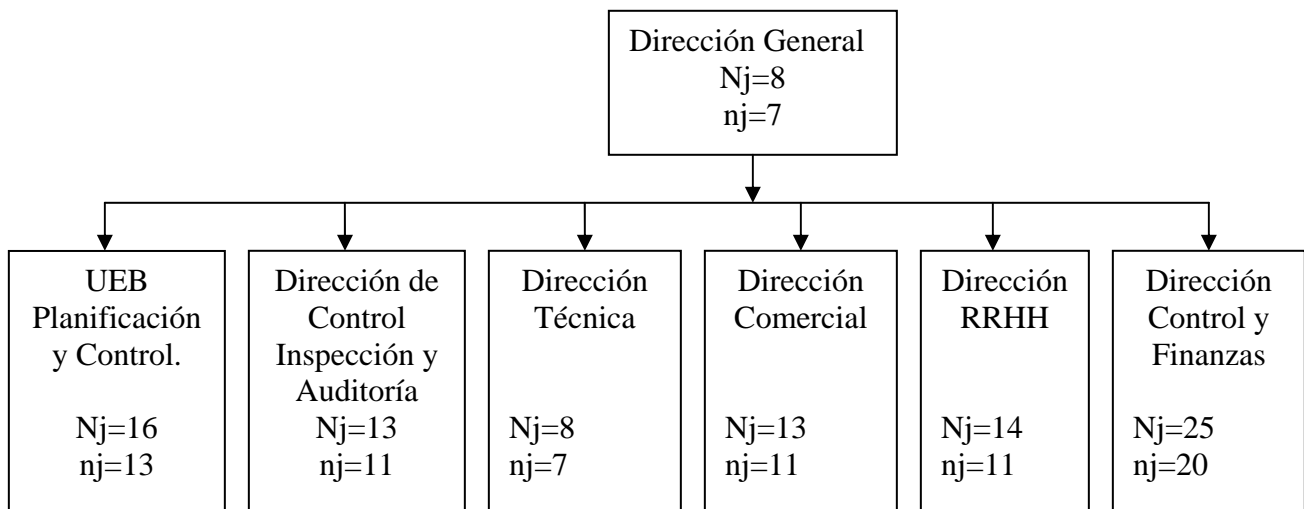 Dirección General
Nj=8
nj=7
UEB
Planificación
y Control.
Nj=16
nj=13
Dirección de
Control
Inspección y
Auditoría
Nj=13
nj=11
Dirección
Técnica
Nj=8
nj=7
Dirección
Comercial
Nj=13
nj=11
Dirección
RRHH
Nj=14
nj=11
Dirección
Control y
Finanzas
Nj=25
nj=20